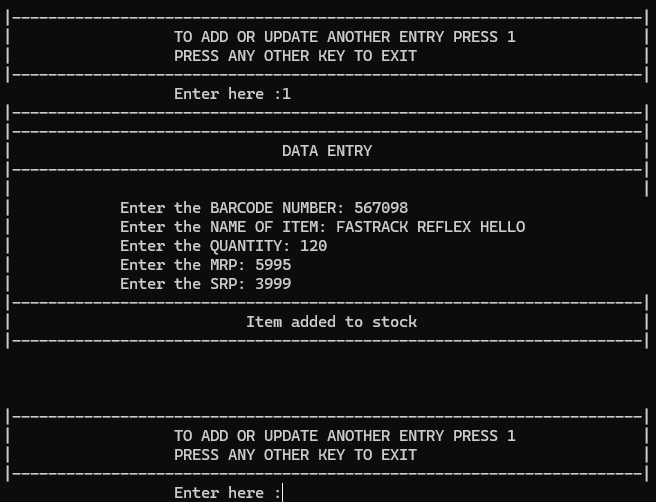 TO ADD OR UPDATE ANOTHER ENTRY PRESS 1
PRESS ANY OTHER KEY TO EXIT
Enter here :1
DATA ENTRY
Enter the BARCODE NUMBER: 567098
Enter the NAME OF ITEM: FASTRACK REFLEX HELLO
Enter the QUANTITY: 120
Enter the MRP: 5995
Enter the SRP: 3999
Item added to stock
TO ADD OR UPDATE ANOTHER ENTRY PRESS 1
PRESS ANY OTHER KEY TO EXIT
Enter here :